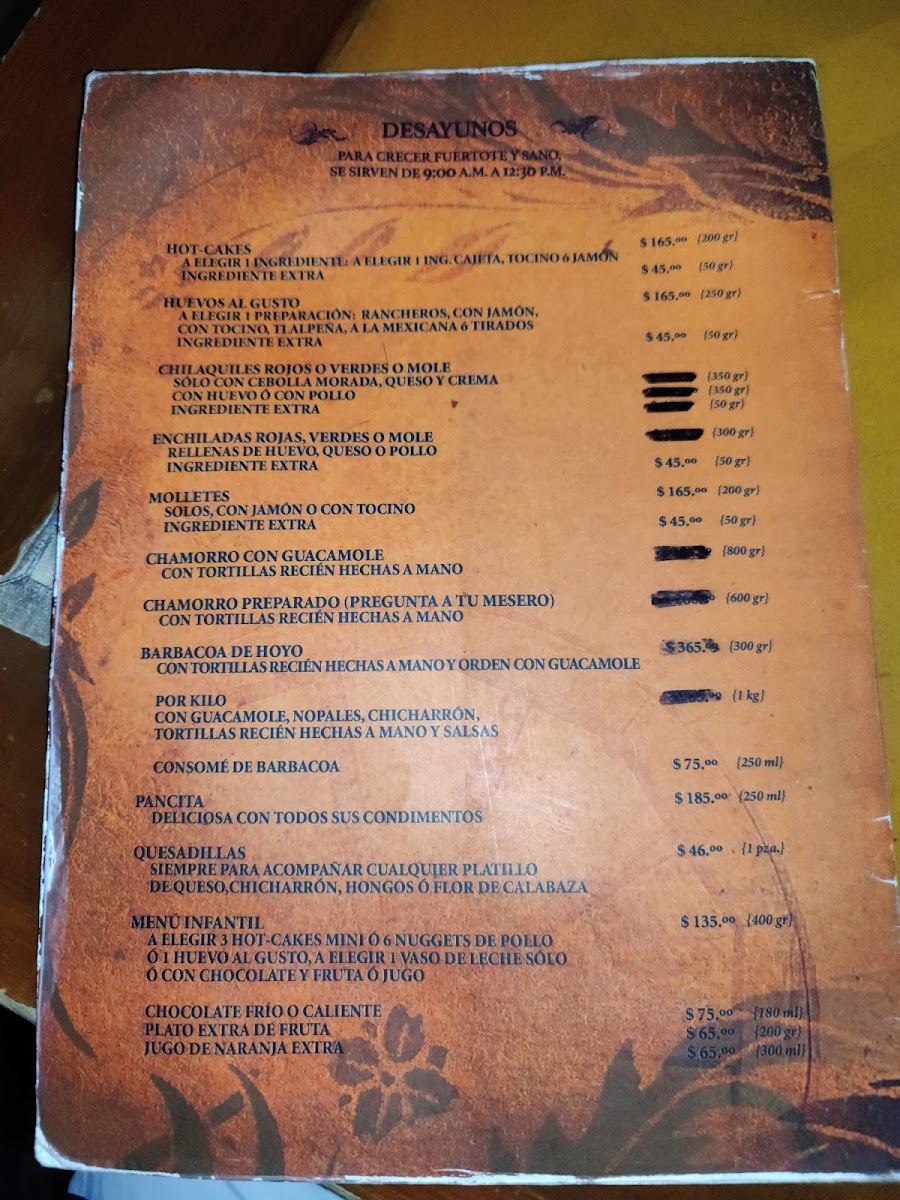 DESAYUNOS
PARA CRECER FUERTOTE Y SANO,
SE SIRVEN DE 9:00 A.M. A 12:30 P.M.
HOT-CAKES $165.00 {200 gr}
A ELEGIR 1 INGREDIENTE: A ELEGIR 1 ING. CAJETA, TOCINO Ó JAMÓN
INGREDIENTE EXTRA $45.00 {50 gr}
HUEVOS AL GUSTO $165.00 {250 gr}
A ELEGIR 1 PREPARACIÓN: RANCHEROS, CON JAMÓN,
CON TOCINO, TLALPEÑA, A LA MEXICANA Ó TIRADOS
INGREDIENTE EXTRA $45.00 {50 gr}
CHILAQUILES ROJOS O VERDES O MOLE
SÓLO CON CEBOLLA MORADA, QUESO Y CREMA {350 gr}
CON HUEVO Ó CON POLLO {350 gr}
INGREDIENTE EXTRA {50 gr}
ENCHILADAS ROJAS, VERDES O MOLE {300 gr}
RELLENAS DE HUEVO, QUESO O POLLO
INGREDIENTE EXTRA $45.00 {50 gr}
MOLLETES $165.00 {200 gr}
SOLOS, CON JAMÓN O CON TOCINO
INGREDIENTE EXTRA $45.00 {50 gr}
CHAMORRO CON GUACAMOLE {800 gr}
CON TORTILLAS RECIÉN HECHAS A MANO
CHAMORRO PREPARADO (PREGUNTA A TU MESERO) {600 gr}
CON TORTILLAS RECIÉN HECHAS A MANO
BARBACOA DE HOYO $365.00 {300 gr}
CON TORTILLAS RECIÉN HECHAS A MANO Y ORDEN CON GUACAMOLE
POR KILO {1 kg}
CON GUACAMOLE, NOPALES, CHICHARRÓN,
TORTILLAS RECIÉN HECHAS A MANO Y SALSAS
CONSOMÉ DE BARBACOA $75.00 {250 ml}
PANCITA $185.00 {250 ml}
DELICIOSA CON TODOS SUS CONDIMENTOS
QUESADILLAS $46.00 {1 pza.}
SIEMPRE PARA ACOMPAÑAR CUALQUIER PLATILLO
DE QUESO, CHICHARRÓN, HONGOS Ó FLOR DE CALABAZA
MENÚ INFANTIL $135.00 {400 gr}
A ELEGIR 3 HOT-CAKES MINI Ó 6 NUGGETS DE POLLO
Ó 1 HUEVO AL GUSTO, A ELEGIR 1 VASO DE LECHE SÓLO
Ó CON CHOCOLATE Y FRUTA Ó JUGO
CHOCOLATE FRÍO O CALIENTE $75.00 {180 ml}
PLATO EXTRA DE FRUTA $65.00 {200 gr}
JUGO DE NARANJA EXTRA $65.00 {300 ml}